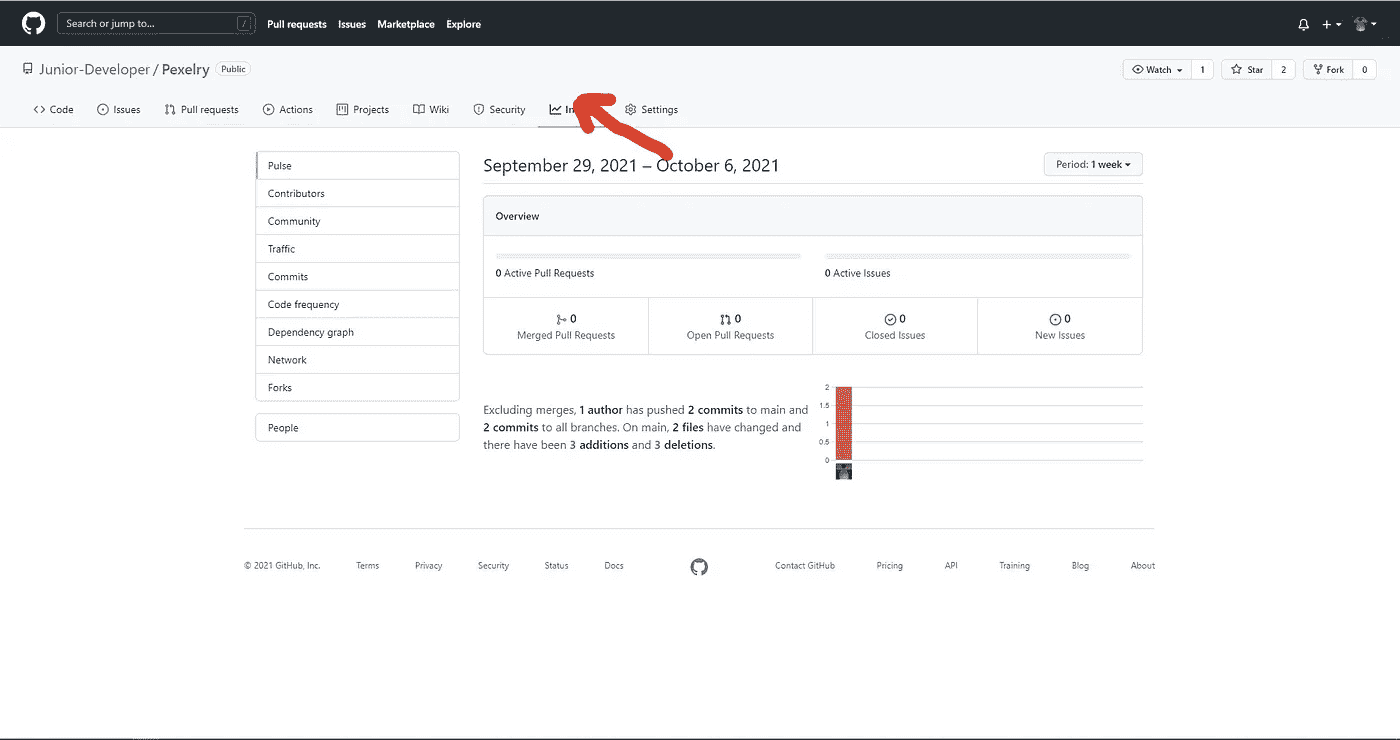 Search or jump to... /
Pull requests Issues Marketplace Explore
Junior-Developer / Pexelry Public
Watch 1 Star 2 Fork 0
Code Issues Pull requests Actions Projects Wiki Security Settings
Pulse
Contributors
Community
Traffic
Commits
Code frequency
Dependency graph
Network
Forks
People
September 29, 2021 – October 6, 2021
Period: 1 week
Overview
0 Active Pull Requests
0 Active Issues
0
Merged Pull Requests
0
Open Pull Requests
0
Closed Issues
0
New Issues
Excluding merges, 1 author has pushed 2 commits to main and
2 commits to all branches. On main, 2 files have changed and
there have been 3 additions and 3 deletions.
2
1.5
1
0.5
0
© 2021 GitHub, Inc. Terms Privacy Security Status Docs Contact GitHub Pricing API Training Blog About